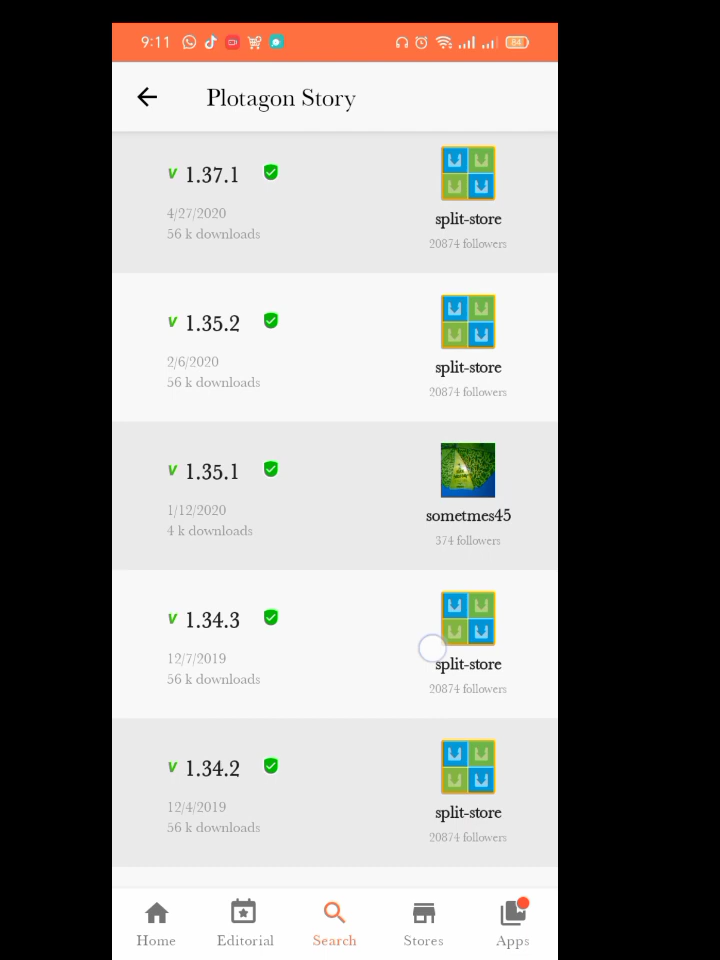 9:11
84
Plotagon Story
V 1.37.1
4/27/2020
56 k downloads
split-store
20874 followers
V 1.35.2
2/6/2020
56 k downloads
split-store
20874 followers
V 1.35.1
1/12/2020
4 k downloads
sometmes45
374 followers
V 1.34.3
12/7/2019
56 k downloads
split-store
20874 followers
V 1.34.2
12/4/2019
56 k downloads
split-store
20874 followers
Home Editorial Search Stores Apps